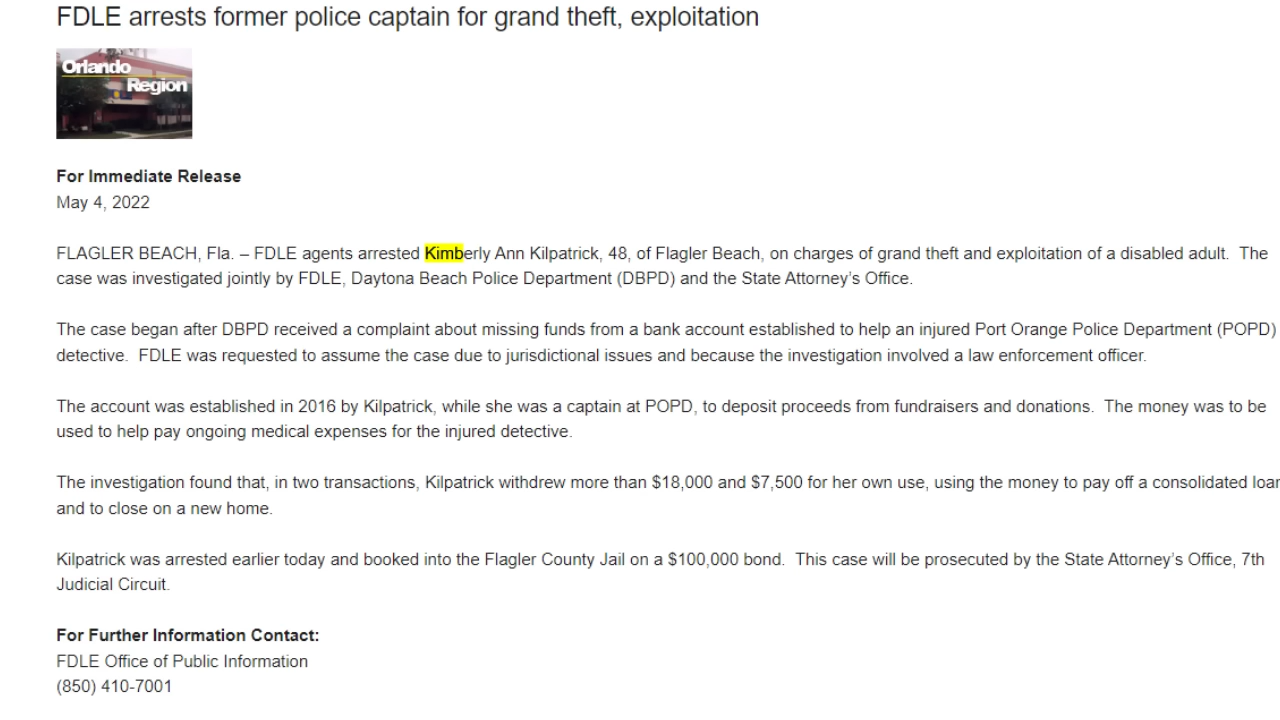 FDLE arrests former police captain for grand theft, exploitation
Orlando
Region
For Immediate Release
May 4, 2022
FLAGLER BEACH, Fla. – FDLE agents arrested Kimberly Ann Kilpatrick, 48, of Flagler Beach, on charges of grand theft and exploitation of a disabled adult.  The
case was investigated jointly by FDLE, Daytona Beach Police Department (DBPD) and the State Attorney’s Office.
The case began after DBPD received a complaint about missing funds from a bank account established to help an injured Port Orange Police Department (POPD)
detective.  FDLE was requested to assume the case due to jurisdictional issues and because the investigation involved a law enforcement officer.
The account was established in 2016 by Kilpatrick, while she was a captain at POPD, to deposit proceeds from fundraisers and donations.  The money was to be
used to help pay ongoing medical expenses for the injured detective.
The investigation found that, in two transactions, Kilpatrick withdrew more than $18,000 and $7,500 for her own use, using the money to pay off a consolidated loan
and to close on a new home.
Kilpatrick was arrested earlier today and booked into the Flagler County Jail on a $100,000 bond.  This case will be prosecuted by the State Attorney’s Office, 7th
Judicial Circuit.
For Further Information Contact:
FDLE Office of Public Information
(850) 410-7001